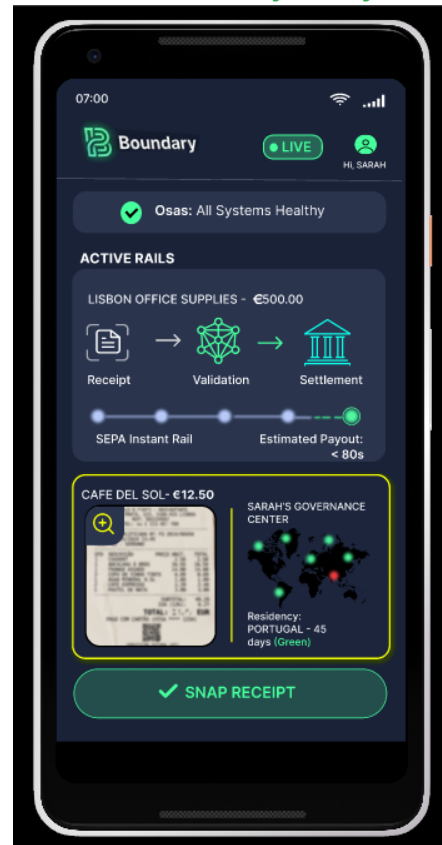 07:00
B Boundary
LIVE
Hi, SARAH
Osas: All Systems Healthy
ACTIVE RAILS
LISBON OFFICE SUPPLIES - €500.00
Receipt
Validation
Settlement
SEPA Instant Rail
Estimated Payout:
< 80s
CAFE DEL SOL- €12.50
SARAH'S GOVERNANCE
CENTER
TOTAL:
EUR
Residency:
PORTUGAL - 45
days (Green)
SNAP RECEIPT